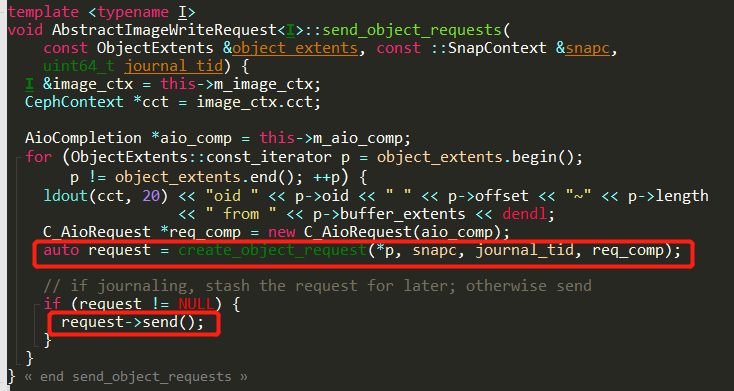 template <typename I>
void AbstractImageWriteRequest<I>::send_object_requests(
    const ObjectExtents &object_extents, const ::SnapContext &snapc,
    uint64_t journal_tid) {
  I &image_ctx = this->m_image_ctx;
  CephContext *cct = image_ctx.cct;

  AioCompletion *aio_comp = this->m_aio_comp;
  for (ObjectExtents::const_iterator p = object_extents.begin();
       p != object_extents.end(); ++p) {
    ldout(cct, 20) << "oid " << p->oid << " " << p->offset << "~" << p->length
                   << " from " << p->buffer_extents << dendl;
    C_AioRequest *req_comp = new C_AioRequest(aio_comp);
    auto request = create_object_request(*p, snapc, journal_tid, req_comp);

    // if journaling, stash the request for later; otherwise send
    if (request != NULL) {
      request->send();
    }
  }
} « end send_object_requests »